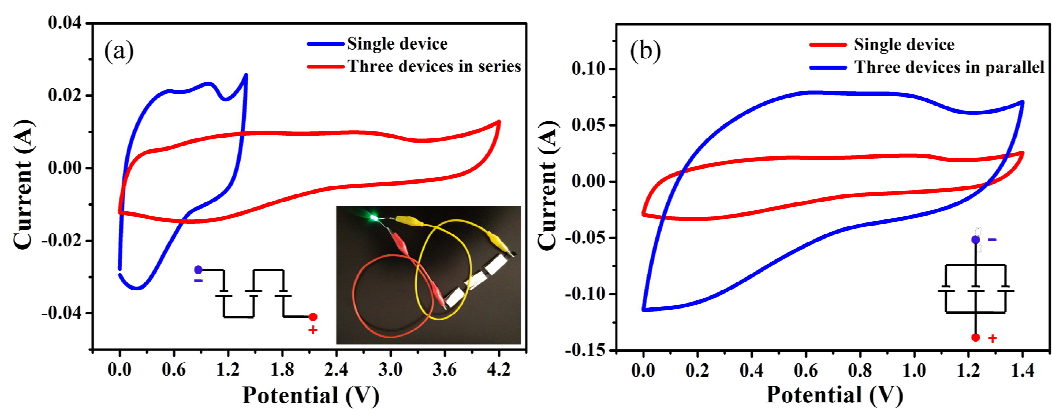 (a)
Single device
Three devices in series
0.04
0.02
0.00
-0.02
-0.04
Current (A)
−
+
0.0 0.6 1.2 1.8 2.4 3.0 3.6 4.2
Potential (V)
(b)
Single device
Three devices in parallel
0.10
0.05
0.00
-0.05
-0.10
-0.15
Current (A)
−
+
0.0 0.2 0.4 0.6 0.8 1.0 1.2 1.4
Potential (V)